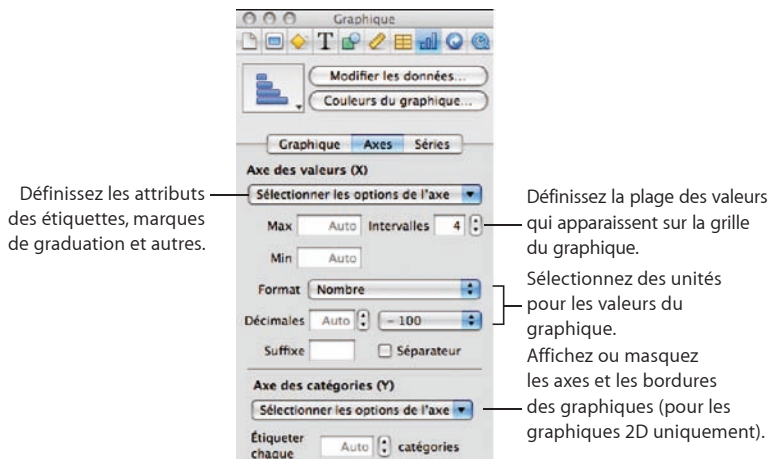 Graphique
T
Modifier les données...
Couleurs du graphique...
Graphique Axes Séries
Axe des valeurs (X)
Sélectionner les options de l'axe
Max Auto Intervalles 4
Min Auto
Format Nombre
Décimales Auto - 100
Suffixe Séparateur
Axe des catégories (Y)
Sélectionner les options de l'axe
Étiqueter
chaque Auto catégories
Définissez les attributs
des étiquettes, marques
de graduation et autres.
Définissez la plage des valeurs
qui apparaissent sur la grille
du graphique.
Sélectionnez des unités
pour les valeurs du
graphique.
Affichez ou masquez
les axes et les bordures
des graphiques (pour les
graphiques 2D uniquement).